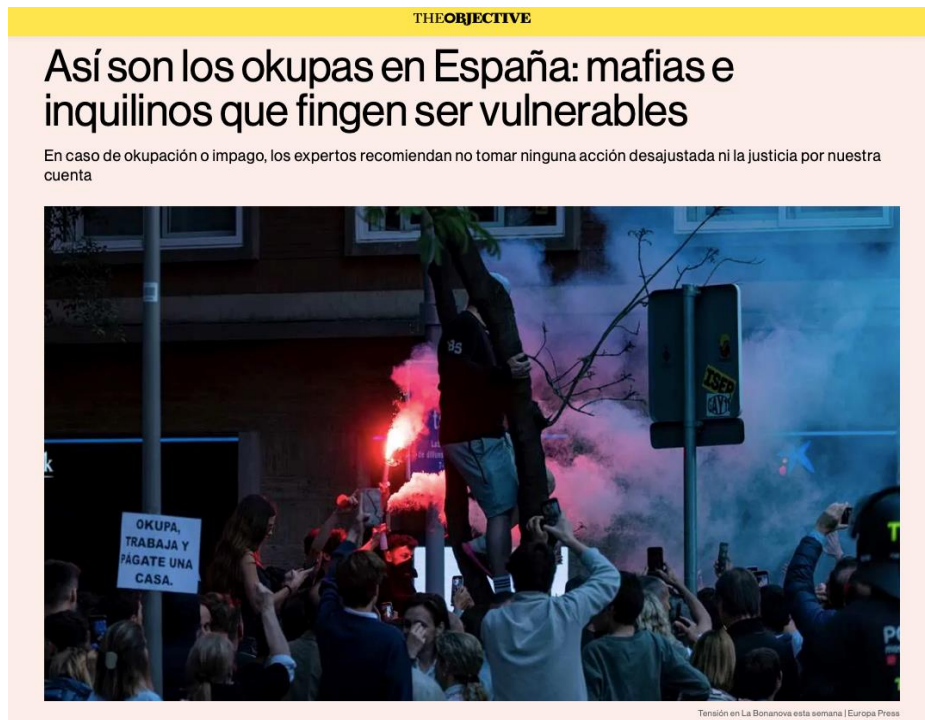 THEOBJECTIVE
Así son los okupas en España: mafias e
inquilinos que fingen ser vulnerables
En caso de okupación o impago, los expertos recomiendan no tomar ninguna acción desajustada ni la justicia por nuestra
cuenta
85
OKUPA,
TRABAJA Y
PÁGATE UNA
CASA.
Tensión en La Bonanova esta semana | Europa Press